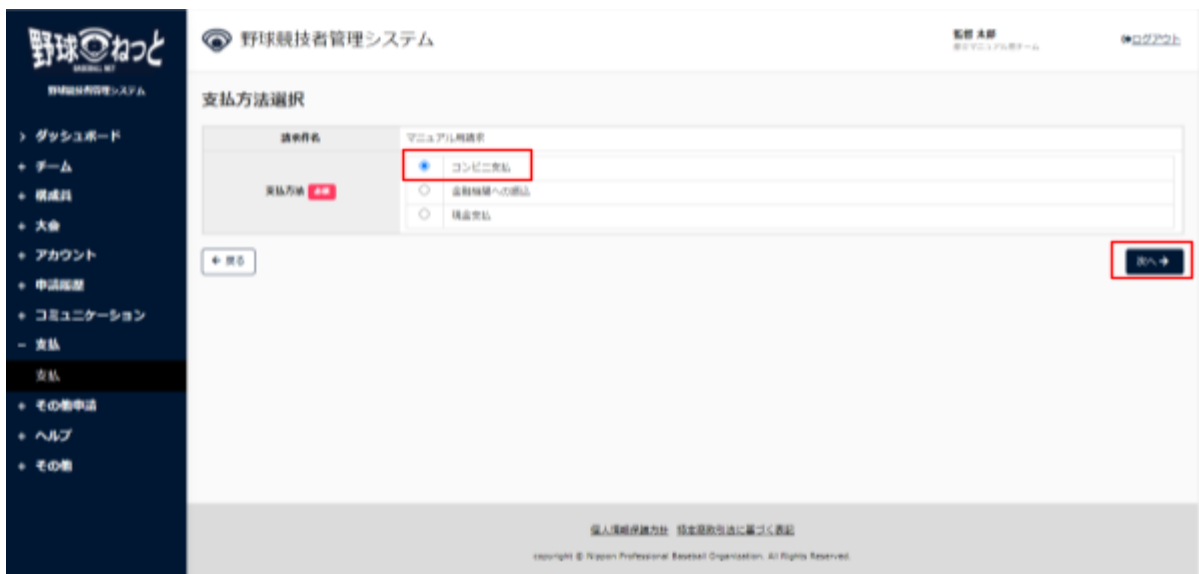 野球ねっと
BASEBALL NET
野球競技者管理システム
野球競技者管理システム
監督 太郎
ログアウト
支払方法選択
請求件名
マニュアル用請求
支払方法 必須
コンビニ支払
金融機関への振込
現金支払
← 戻る
次へ →
> ダッシュボード
+ チーム
+ 構成員
+ 大会
+ アカウント
+ 申請履歴
+ コミュニケーション
− 支払
支払
+ その他申請
+ ヘルプ
+ その他
個人情報保護方針 特定商取引法に基づく表記
copyright © Nippon Professional Baseball Organization. All Rights Reserved.